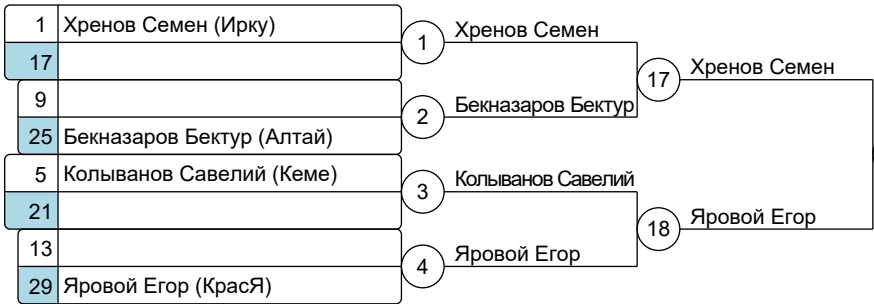 1 Хренов Семен (Ирку)
17
1 Хренов Семен
9
25 Бекназаров Бектур (Алтай)
2 Бекназаров Бектур
17 Хренов Семен
5 Колыванов Савелий (Кеме)
21
3 Колыванов Савелий
13
29 Яровой Егор (КрасЯ)
4 Яровой Егор
18 Яровой Егор